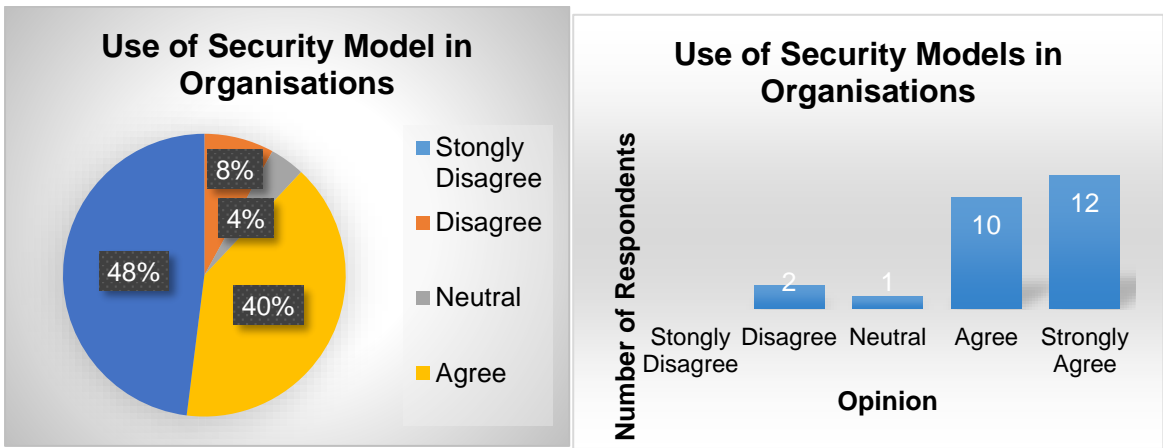 Use of Security Model in
Organisations
8%
4%
48%
40%
Stongly
Disagree
Disagree
Neutral
Agree
Use of Security Models in
Organisations
Number of Respondents
2
1
10
12
Stongly
Disagree
Disagree
Neutral
Agree
Strongly
Agree
Opinion